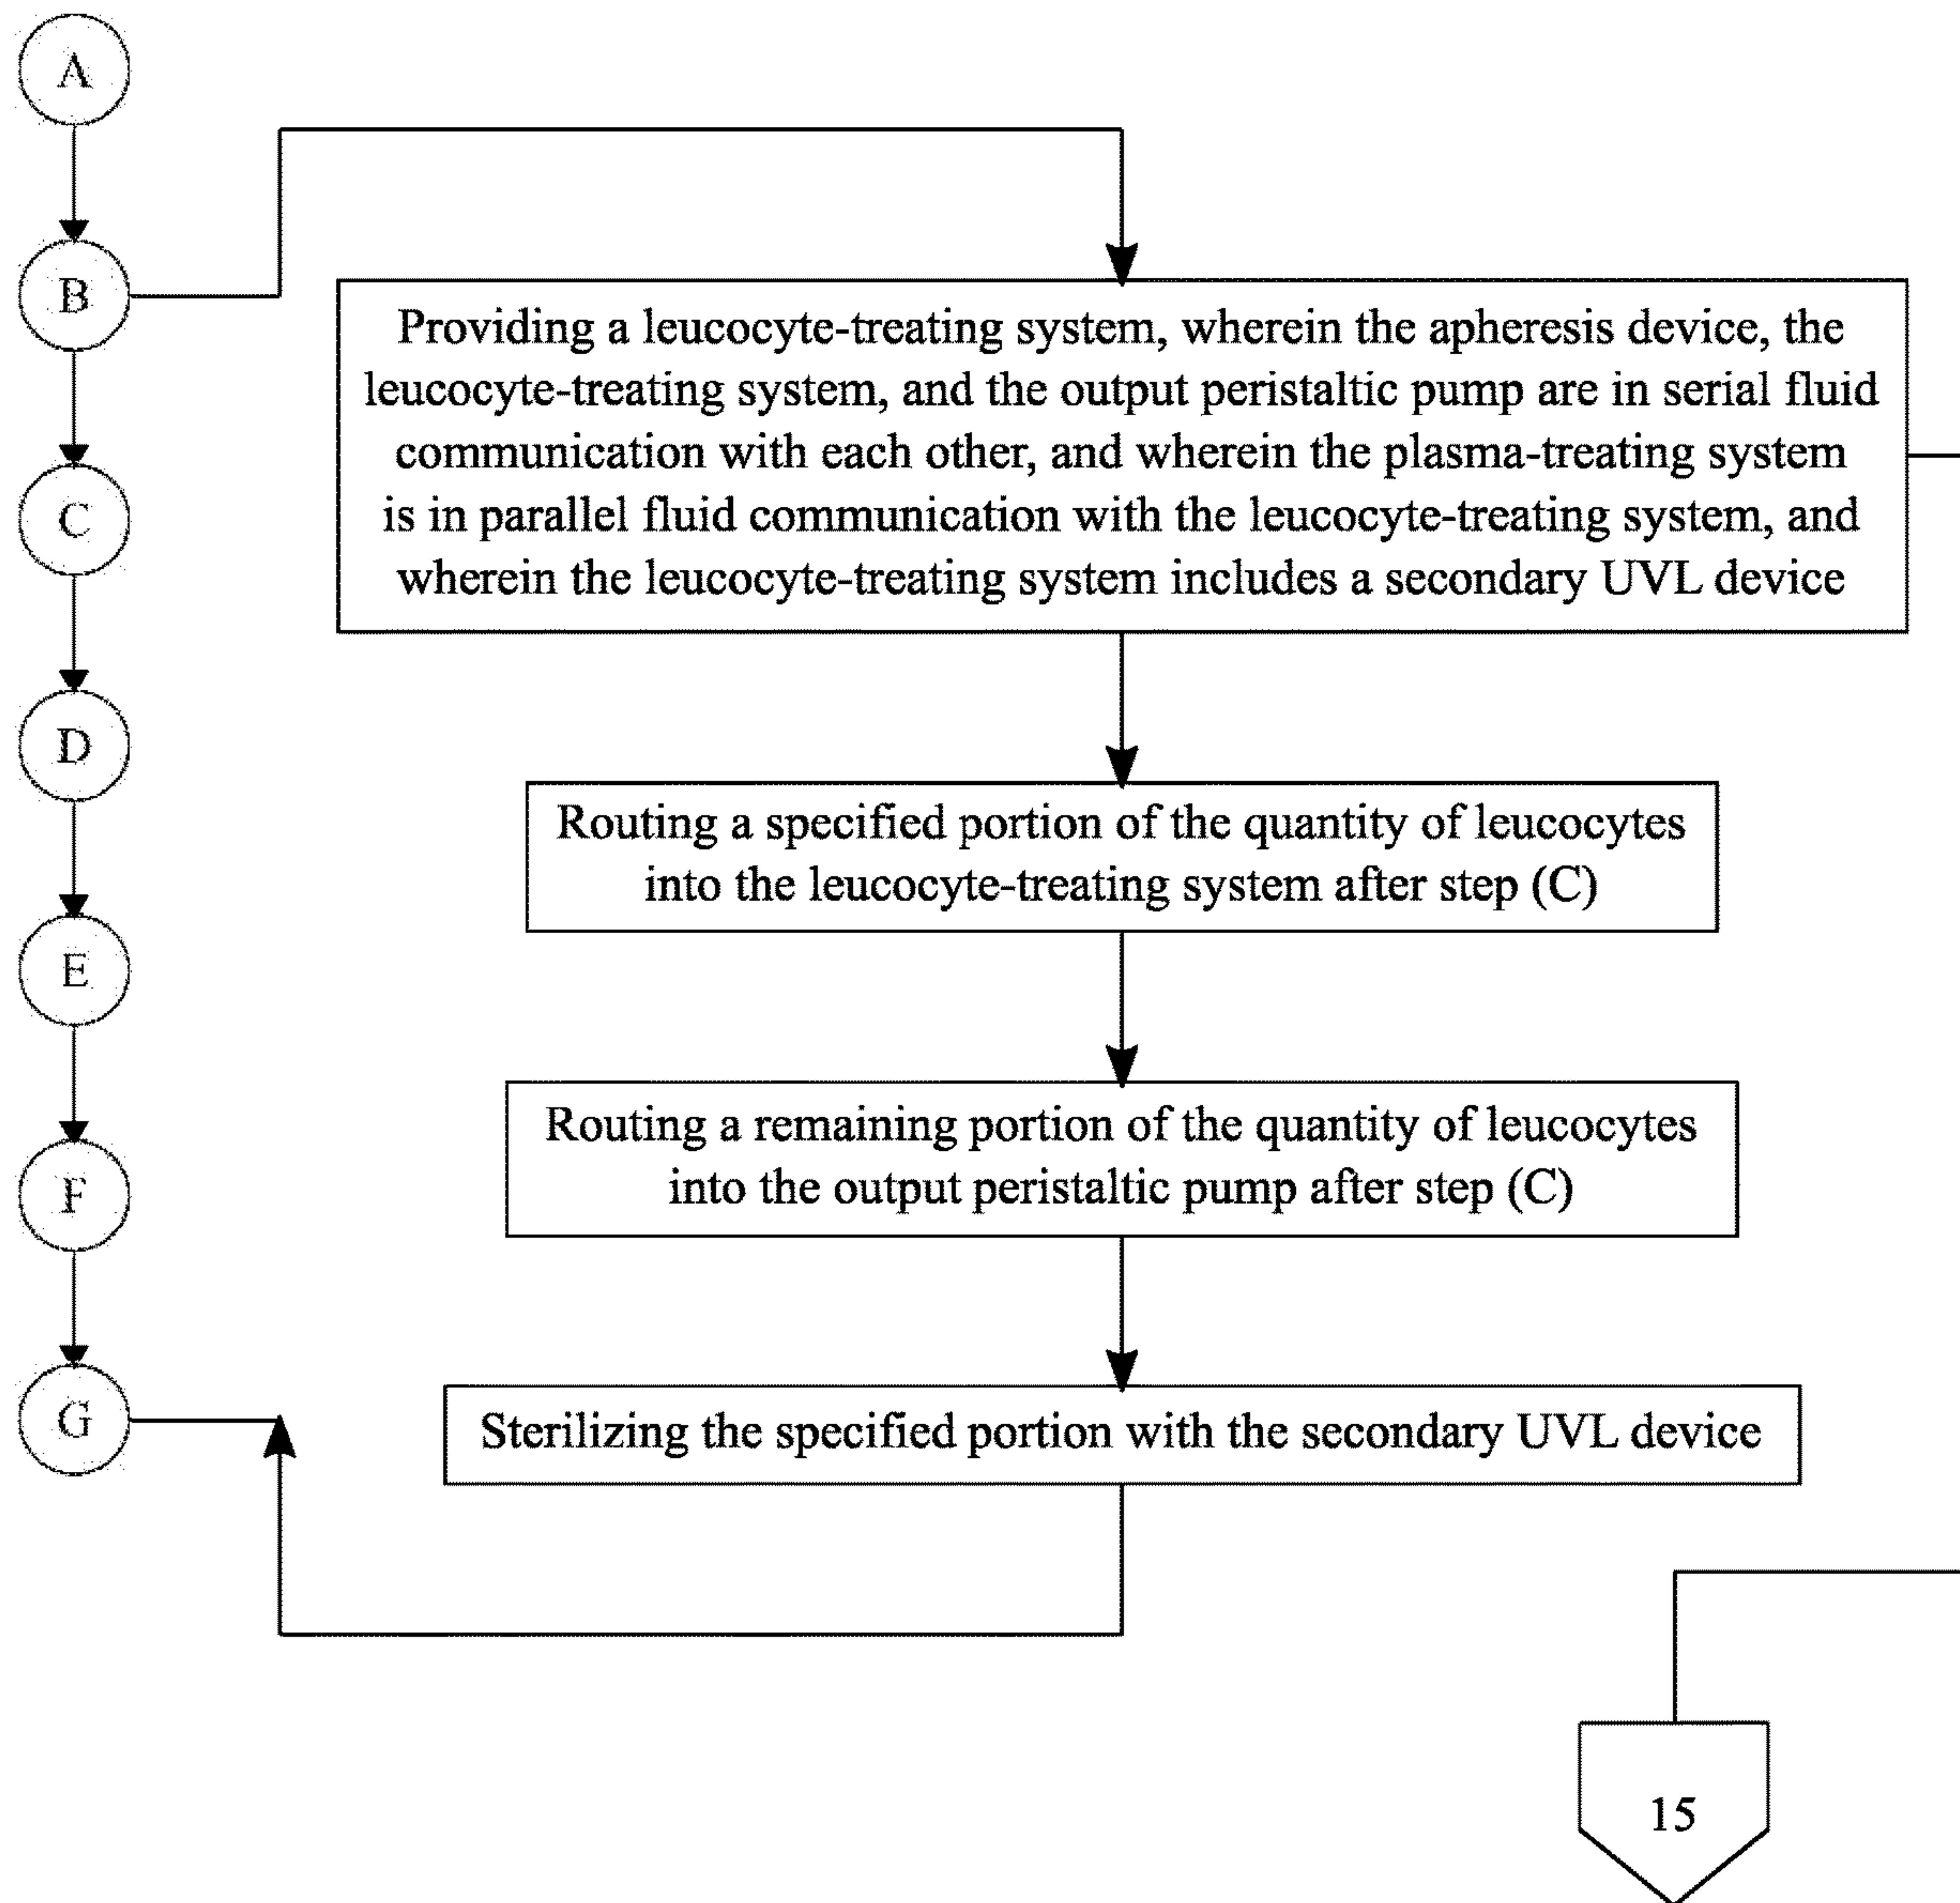 A
B
C
D
E
F
G
Providing a leucocyte-treating system, wherein the apheresis device, the
leucocyte-treating system, and the output peristaltic pump are in serial fluid
communication with each other, and wherein the plasma-treating system
is in parallel fluid communication with the leucocyte-treating system, and
wherein the leucocyte-treating system includes a secondary UVL device
Routing a specified portion of the quantity of leucocytes
into the leucocyte-treating system after step (C)
Routing a remaining portion of the quantity of leucocytes
into the output peristaltic pump after step (C)
Sterilizing the specified portion with the secondary UVL device
15